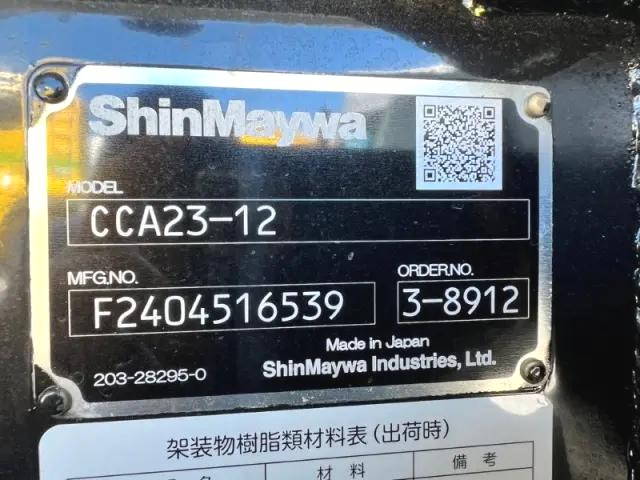 ShinMaywa
MODEL
CCA23-12
MFG.NO.
ORDER.NO.
F2404516539
3-8912
Made in Japan
203-28295-0
ShinMaywa Industries, Ltd.
架装物樹脂類材料表(出荷時)
材 料
備 考